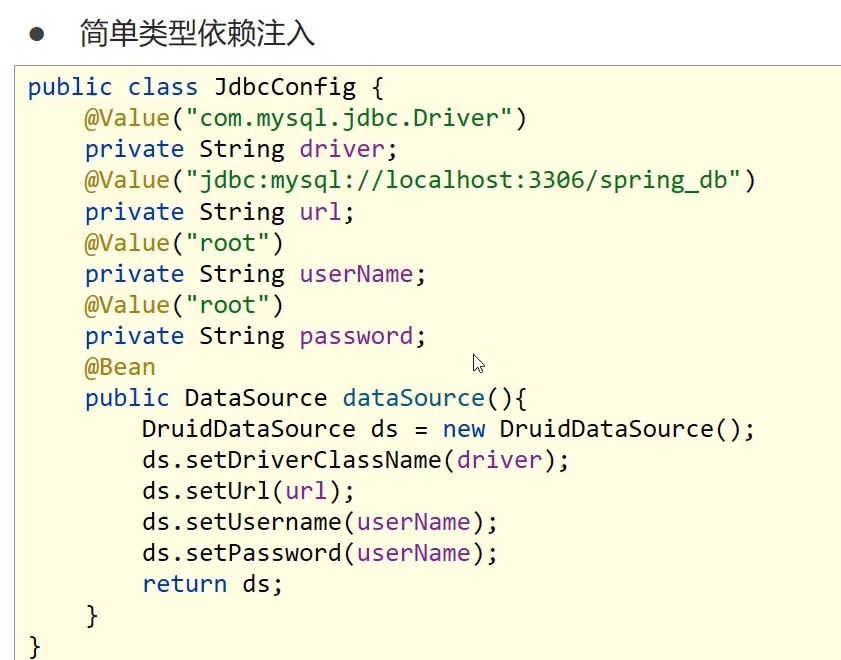 ● 简单类型依赖注入
public class JdbcConfig {
    @Value("com.mysql.jdbc.Driver")
    private String driver;
    @Value("jdbc:mysql://localhost:3306/spring_db")
    private String url;
    @Value("root")
    private String userName;
    @Value("root")
    private String password;
    @Bean
    public DataSource dataSource(){
        DruidDataSource ds = new DruidDataSource();
        ds.setDriverClassName(driver);
        ds.setUrl(url);
        ds.setUsername(userName);
        ds.setPassword(userName);
        return ds;
    }
}